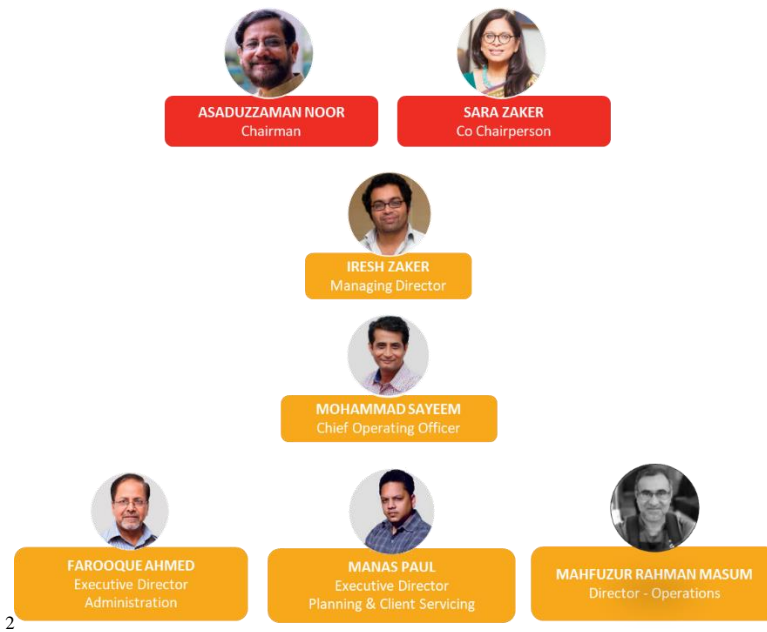 ASADUZZAMAN NOOR
Chairman
SARA ZAKER
Co Chairperson
IRESH ZAKER
Managing Director
MOHAMMAD SAYEEM
Chief Operating Officer
FAROOQUE AHMED
Executive Director
Administration
MANAS PAUL
Executive Director
Planning & Client Servicing
MAHFUZUR RAHMAN MASUM
Director - Operations
2